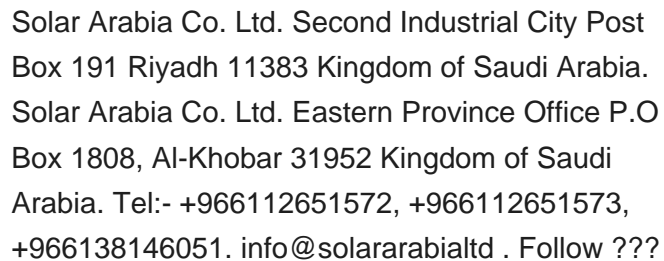 Solar Arabia Co. Ltd. Second Industrial City Post
Box 191 Riyadh 11383 Kingdom of Saudi Arabia.
Solar Arabia Co. Ltd. Eastern Province Office P.O
Box 1808, Al-Khobar 31952 Kingdom of Saudi
Arabia. Tel:- +966112651572, +966112651573,
+966138146051. info@solararabialtd . Follow ???